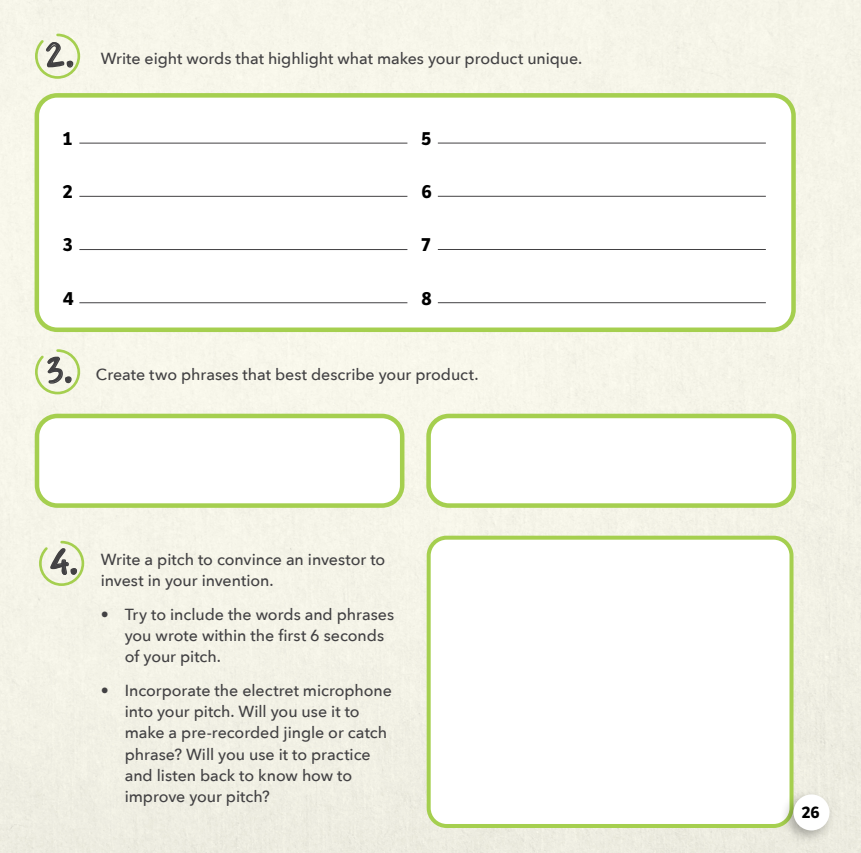 2. Write eight words that highlight what makes your product unique.
1 5
2 6
3 7
4 8
3. Create two phrases that best describe your product.
4. Write a pitch to convince an investor to
invest in your invention.
• Try to include the words and phrases
you wrote within the first 6 seconds
of your pitch.
• Incorporate the electret microphone
into your pitch. Will you use it to
make a pre-recorded jingle or catch
phrase? Will you use it to practice
and listen back to know how to
improve your pitch?
26